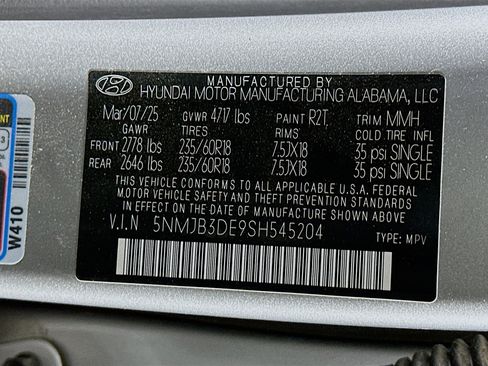 MANUFACTURED BY
HYUNDAI MOTOR MANUFACTURING ALABAMA, LLC
Mar/07/25 GVWR 4717 lbs PAINT R2T TRIM MMH
GAWR TIRES RIMS COLD TIRE INFL
FRONT 2778 lbs 235/60R18 7.5JX18 35 psi SINGLE
REAR 2646 lbs 235/60R18 7.5JX18 35 psi SINGLE
THIS VEHICLE CONFORMS TO ALL APPLICABLE U.S.A. FEDERAL
MOTOR VEHICLE SAFETY AND THEFT PREVENTION STANDARDS
IN EFFECT ON THE DATE OF MANUFACTURE SHOWN ABOVE.
V.I.N 5NMJB3DE9SH545204 TYPE: MPV
W410